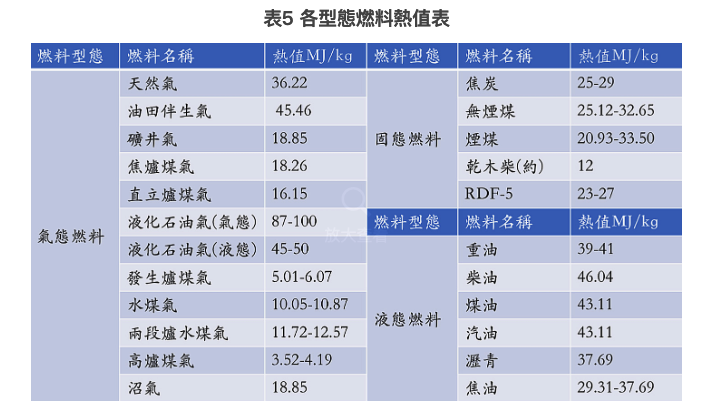 表5 各型態燃料熱值表
燃料型態 燃料名稱 熱值MJ/kg 燃料型態 燃料名稱 熱值MJ/kg
天然氣 36.22 焦炭 25-29
油田伴生氣 45.46 無煙煤 25.12-32.65
礦井氣 18.85 固態燃料 煙煤 20.93-33.50
焦爐煤氣 18.26 乾木柴(約) 12
直立爐煤氣 16.15 RDF-5 23-27
氣態燃料 液化石油氣(氣態) 87-100 燃料型態 燃料名稱 熱值MJ/kg
液化石油氣(液態) 45-50 重油 39-41
發生爐煤氣 5.01-6.07 柴油 46.04
水煤氣 10.05-10.87 液態燃料 煤油 43.11
兩段爐水煤氣 11.72-12.57 汽油 43.11
高爐煤氣 3.52-4.19 瀝青 37.69
沼氣 18.85 焦油 29.31-37.69